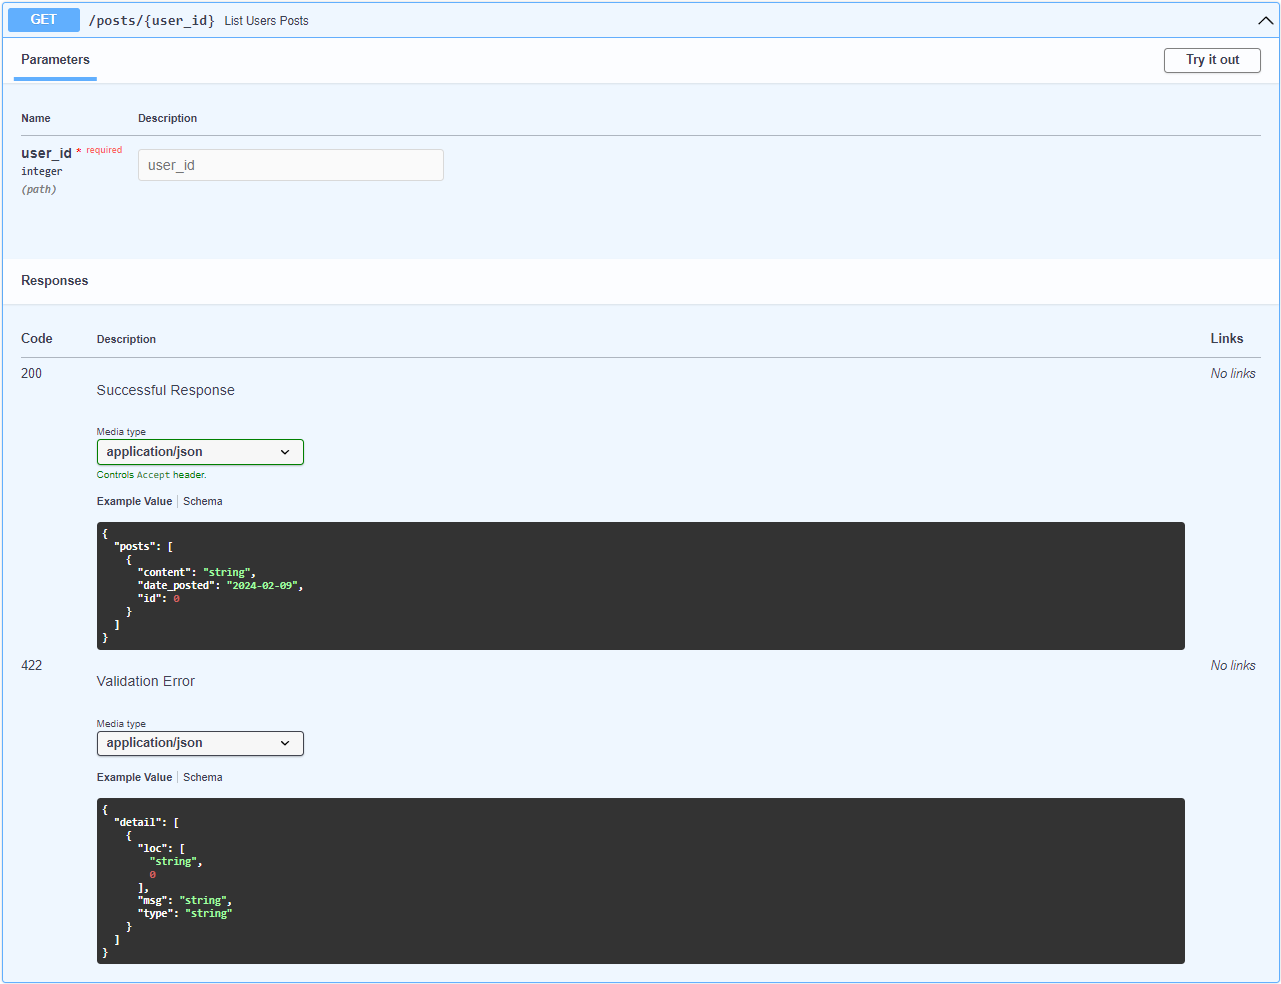 GET /posts/{user_id} List Users Posts
Parameters
Try it out
Name Description
user_id * required
integer
(path)
user_id
Responses
Code Description Links
200 No links
Successful Response
Media type
application/json
Controls Accept header.
Example Value Schema
{
  "posts": [
    {
      "content": "string",
      "date_posted": "2024-02-09",
      "id": 0
    }
  ]
}
422 No links
Validation Error
Media type
application/json
Example Value Schema
{
  "detail": [
    {
      "loc": [
        "string",
        0
      ],
      "msg": "string",
      "type": "string"
    }
  ]
}